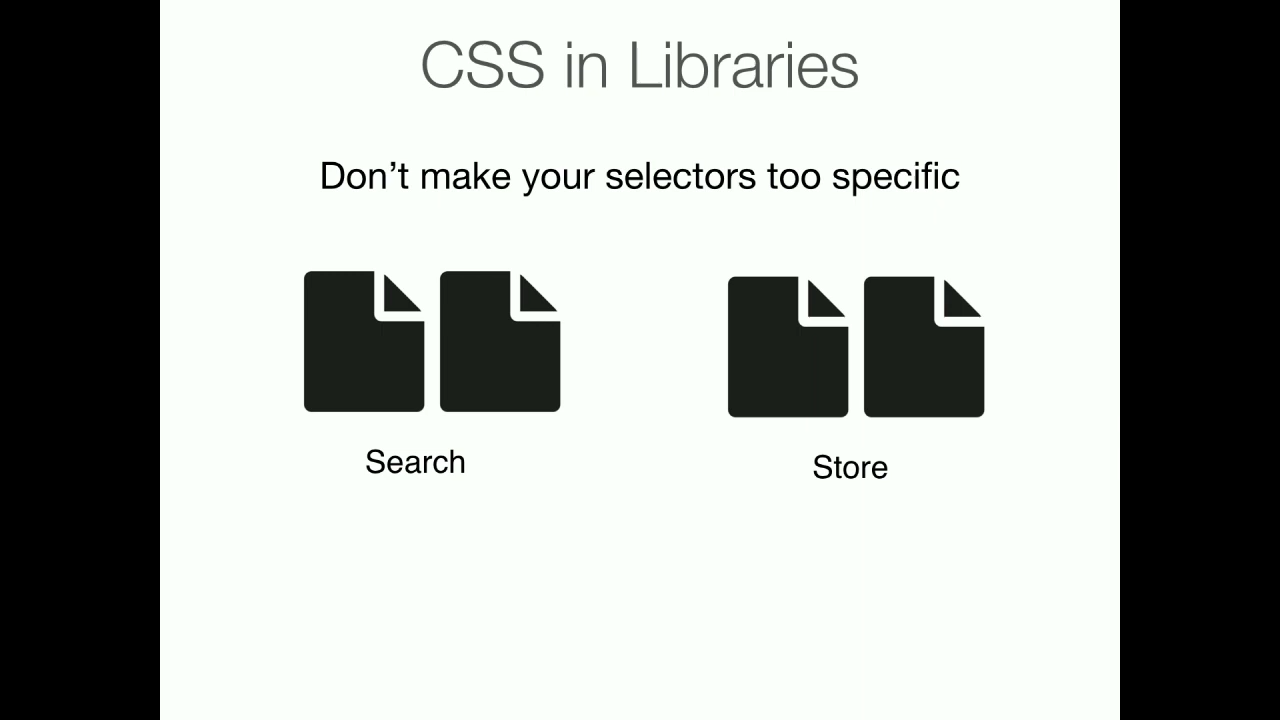 CSS in Libraries
Don’t make your selectors too specific
Search
Store